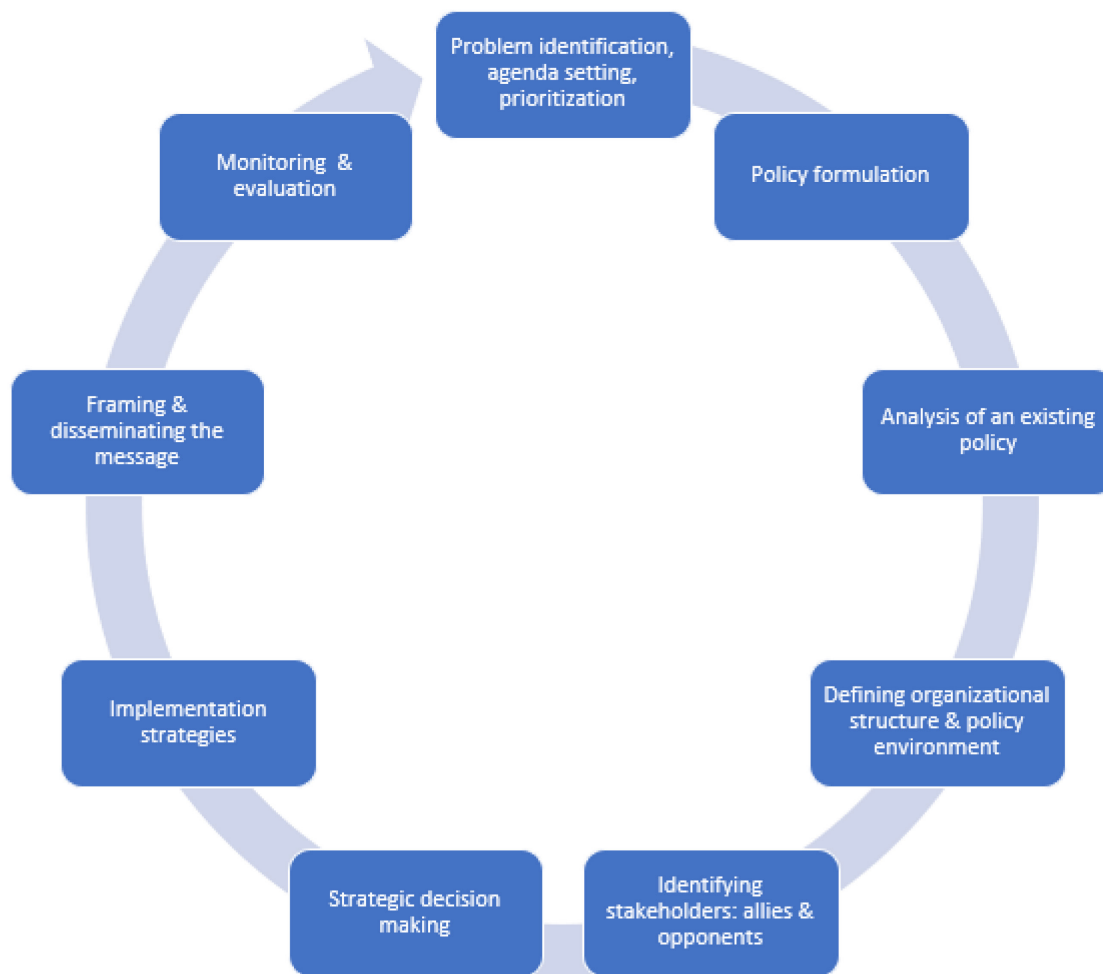 Problem identification,
agenda setting,
prioritization
Policy formulation
Analysis of an existing
policy
Defining organizational
structure & policy
environment
Identifying
stakeholders: allies &
opponents
Strategic decision
making
Implementation
strategies
Framing &
disseminating the
message
Monitoring &
evaluation